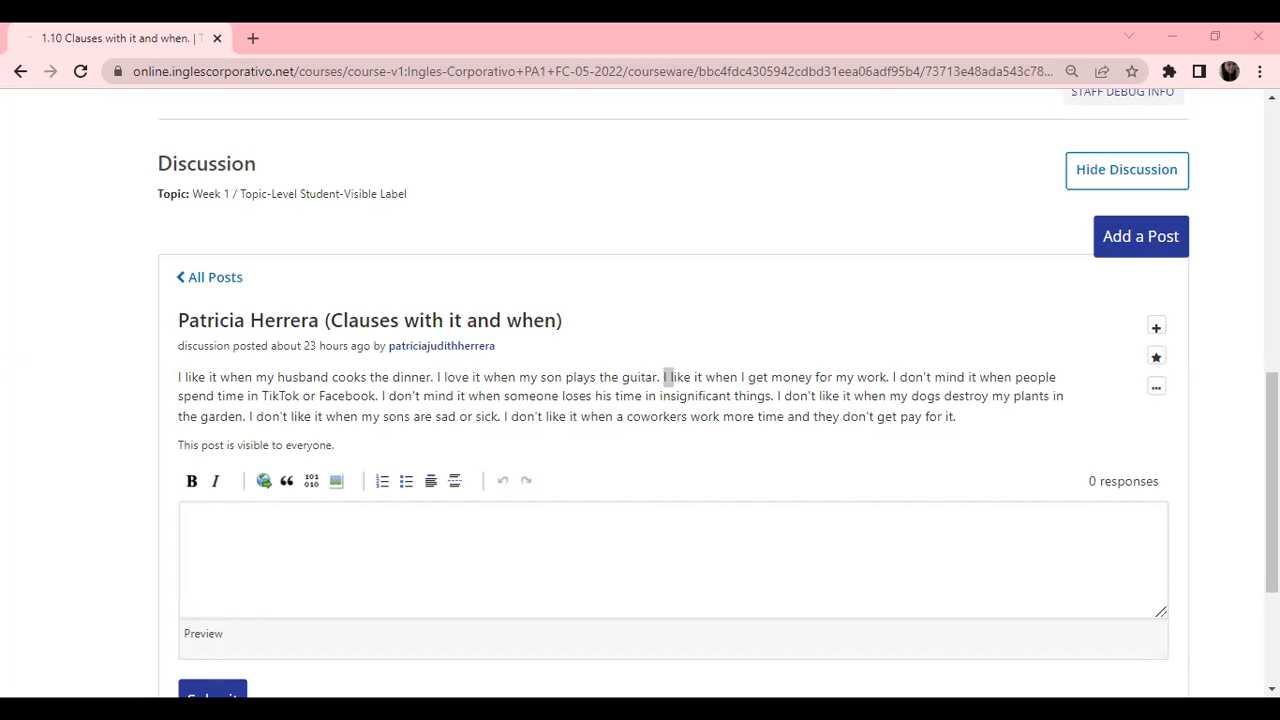 1.10 Clauses with it and when. | T
online.inglescorporativo.net/courses/course-v1:Ingles-Corporativo+PA1+FC-05-2022/courseware/bbc4fdc4305942cdbd31eea06adf95b4/73713e48ada543c78...
STAFF DEBUG INFO
Discussion
Hide Discussion
Topic: Week 1 / Topic-Level Student-Visible Label
Add a Post
All Posts
Patricia Herrera (Clauses with it and when)
discussion posted about 23 hours ago by patriciajudithherrera
I like it when my husband cooks the dinner. I love it when my son plays the guitar. I like it when I get money for my work. I don't mind it when people
spend time in TikTok or Facebook. I don't mind it when someone loses his time in insignificant things. I don't like it when my dogs destroy my plants in
the garden. I don't like it when my sons are sad or sick. I don't like it when a coworkers work more time and they don't get pay for it.
This post is visible to everyone.
B I 101 010
0 responses
Preview
Submit